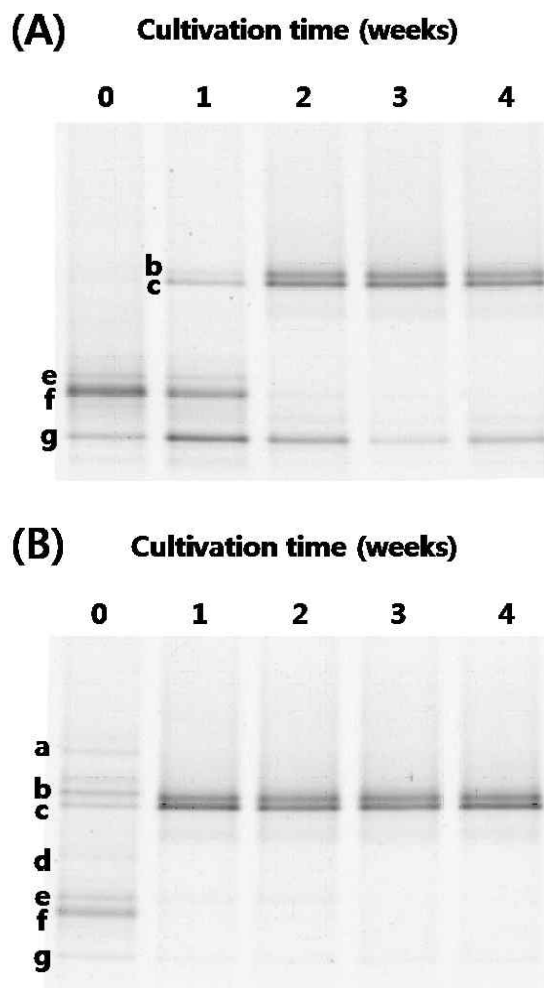 (A) Cultivation time (weeks)
0 1 2 3 4
b
c
e
f
g
(B) Cultivation time (weeks)
0 1 2 3 4
a
b
c
d
e
f
g